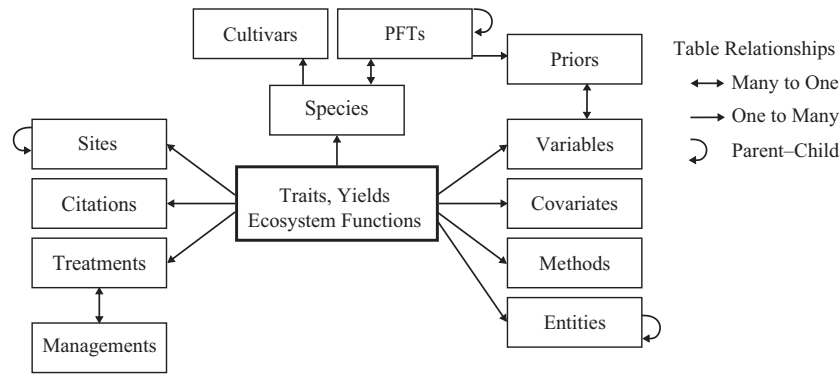 Cultivars
PFTs
Priors
Species
Sites
Variables
Citations
Traits, Yields
Ecosystem Functions
Covariates
Treatments
Methods
Managements
Entities
Table Relationships
Many to One
One to Many
Parent–Child